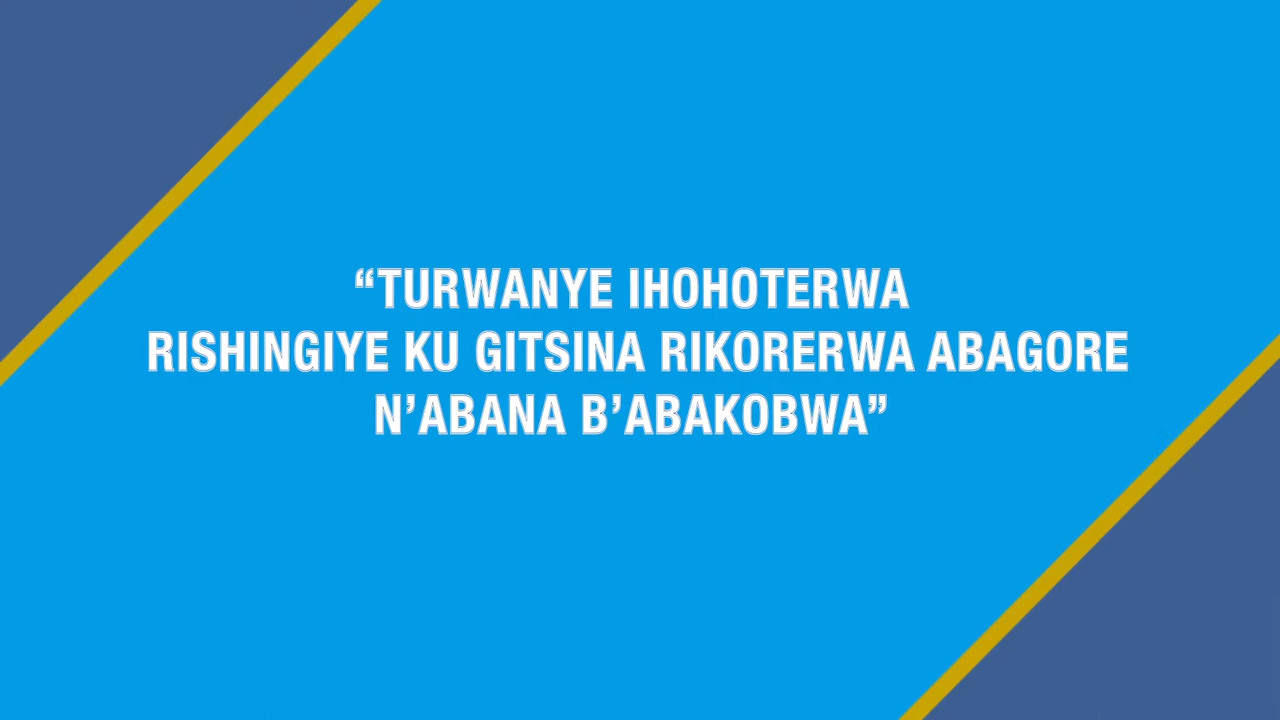 “TURWANYE IHOHOTERWA
RISHINGIYE KU GITSINA RIKORERWA ABAGORE
N’ABANA B’ABAKOBWA”